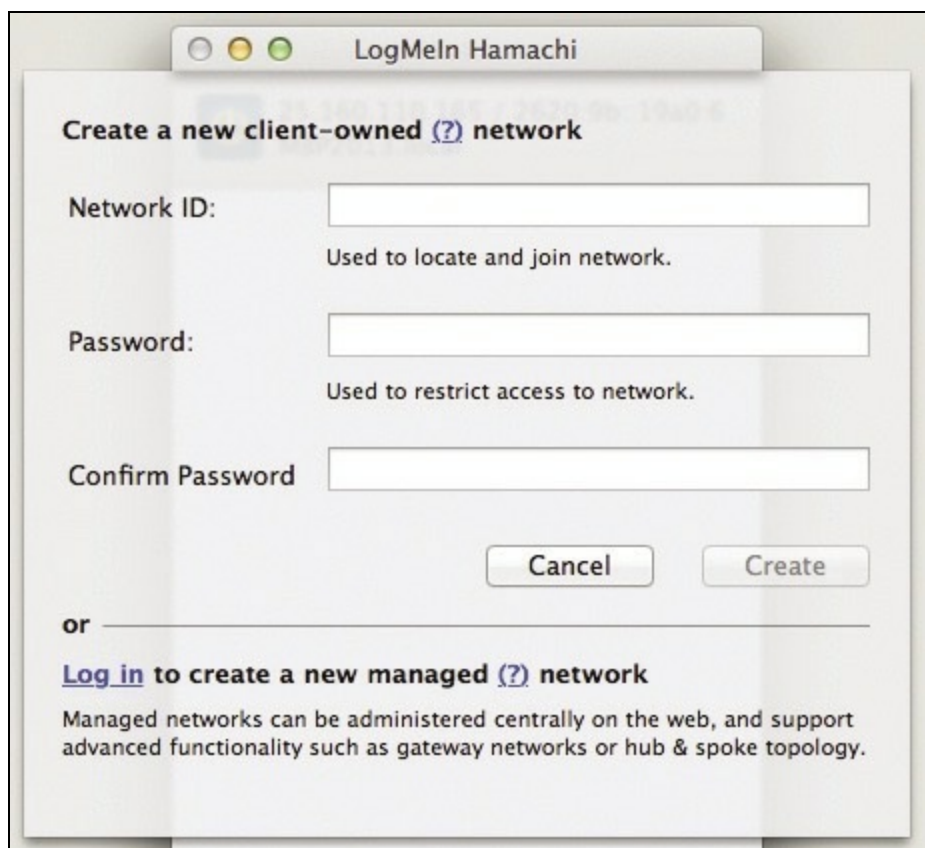 LogMeIn Hamachi
Create a new client-owned (?) network
Network ID:
Used to locate and join network.
Password:
Used to restrict access to network.
Confirm Password
Cancel
Create
or
Log in to create a new managed (?) network
Managed networks can be administered centrally on the web, and support
advanced functionality such as gateway networks or hub & spoke topology.